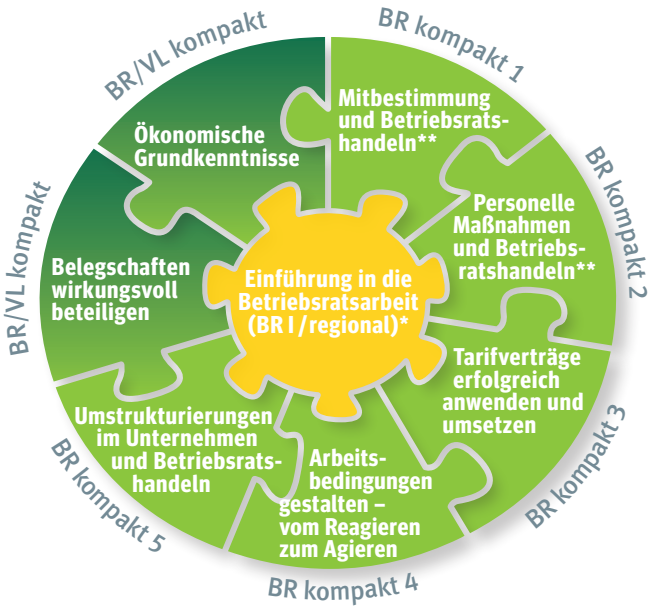 BR/VL kompakt
BR kompakt 1
Ökonomische
Grundkenntnisse
Mitbestimmung
und Betriebsrats-
handeln**
BR kompakt 2
Personelle
Maßnahmen
und Betriebs-
ratshandeln**
BR/VL kompakt
Belegschaften
wirkungsvoll
beteiligen
Einführung in die
Betriebsratsarbeit
(BR I/regional)*
Tarifverträge
erfolgreich
anwenden und
umsetzen
BR kompakt 3
Umstrukturierungen
im Unternehmen
und Betriebsrats-
handeln
BR kompakt 5
Arbeits-
bedingungen
gestalten –
vom Reagieren
zum Agieren
BR kompakt 4